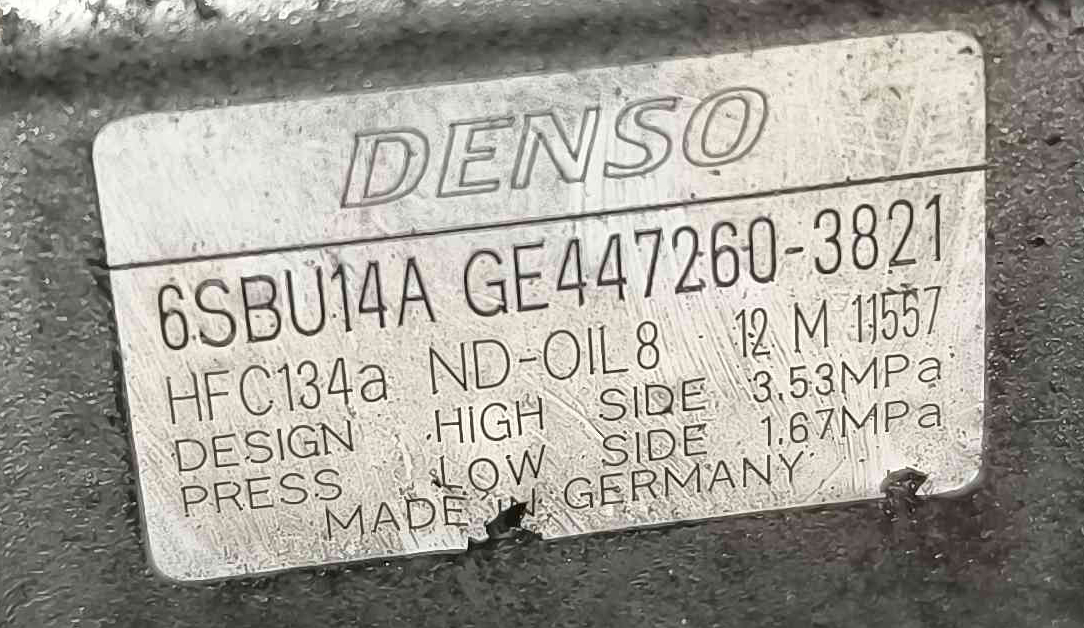 DENSO
6SBU14A GE447260-3821
HFC134a ND-OIL8 12 M 11557
DESIGN HIGH SIDE 3.53MPa
PRESS LOW SIDE 1.67MPa
MADE IN GERMANY